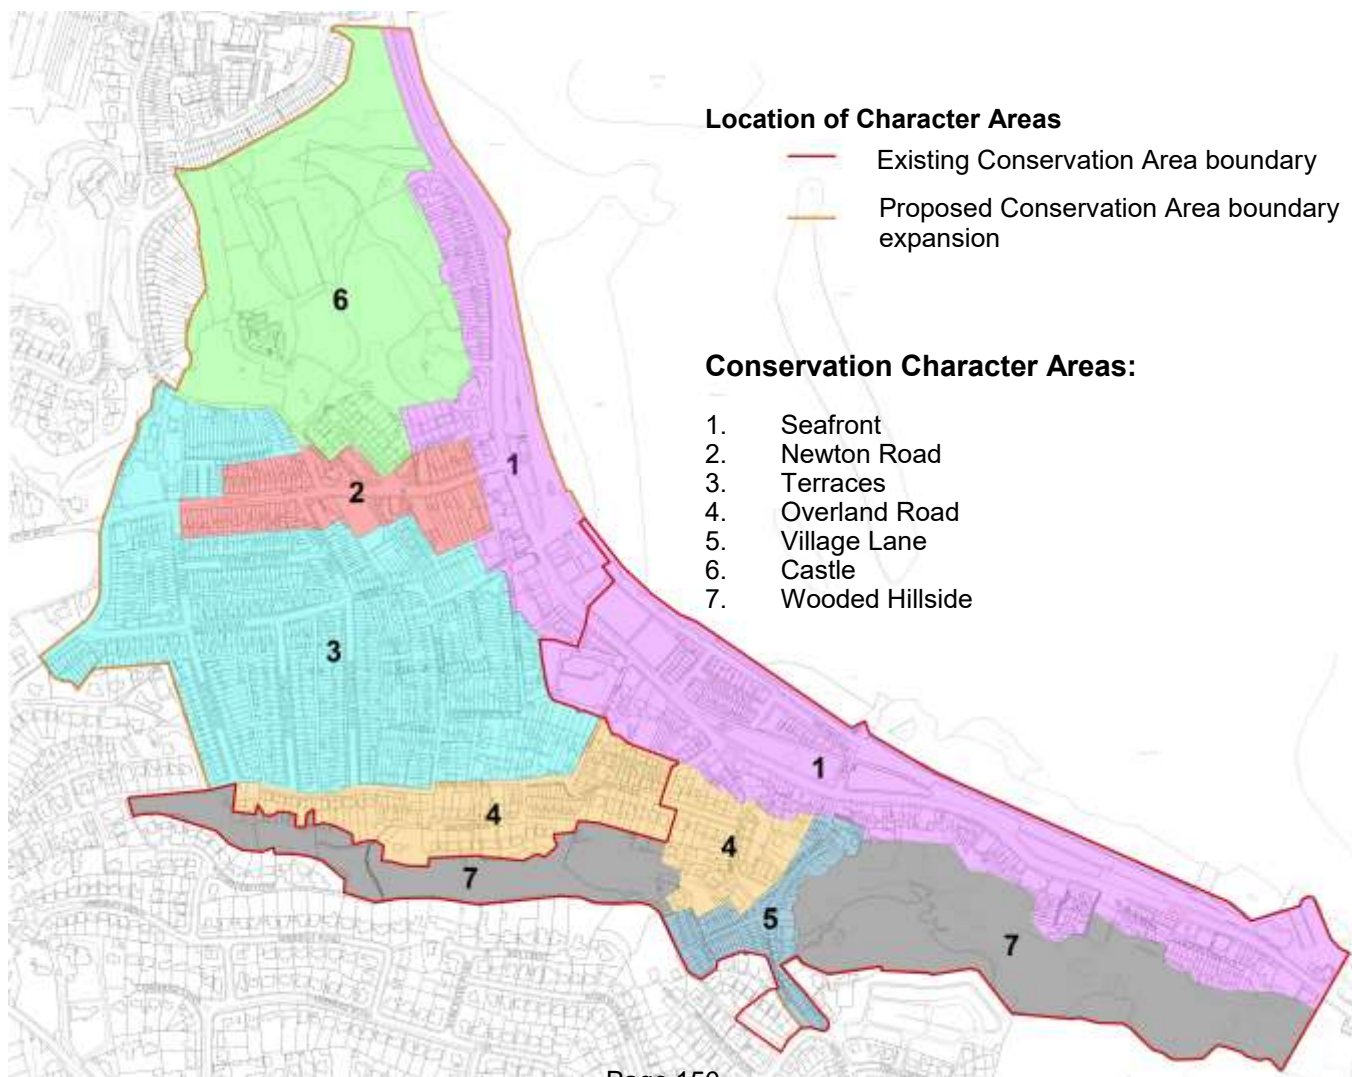 Location of Character Areas
Existing Conservation Area boundary
Proposed Conservation Area boundary
expansion
Conservation Character Areas:
1. Seafront
2. Newton Road
3. Terraces
4. Overland Road
5. Village Lane
6. Castle
7. Wooded Hillside
6
1
2
3
1
4
4
7
5
7
Page 150